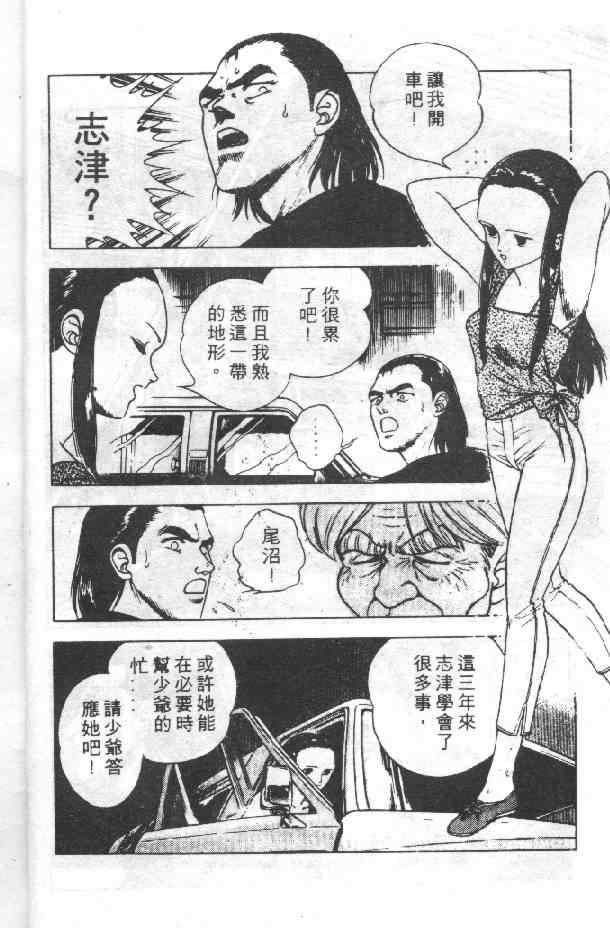 讓我開
車吧！
志津？
你很累
了吧！
而且我熟
悉這一帶
的地形。
……
尾沼！
這三年來
志津學會了
很多事，
或許她能
在必要時
幫少爺的
忙……
請少爺答
應她吧！